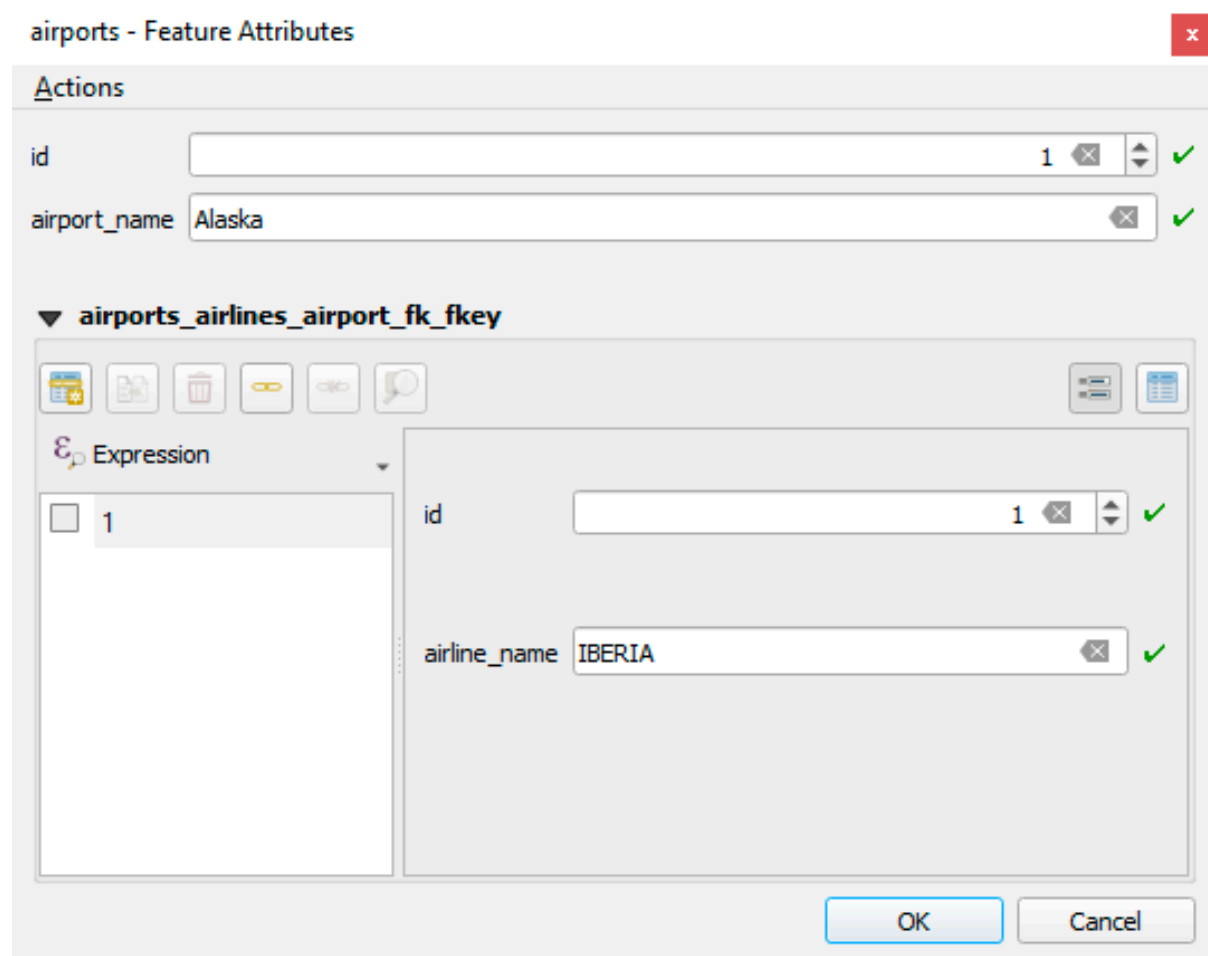 airports - Feature Attributes
x
Actions
id 1
airport_name Alaska
airports_airlines_airport_fk_fkey
ε Expression
1
id 1
airline_name IBERIA
OK Cancel